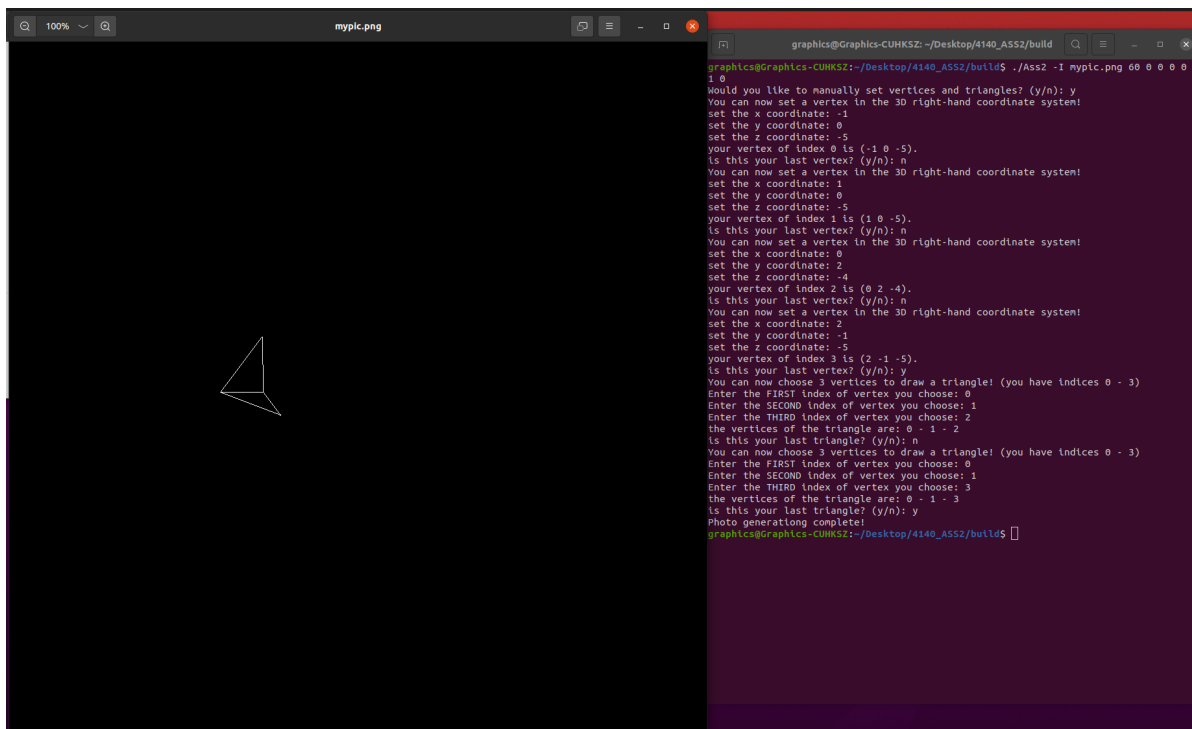 100%
mypic.png
graphics@Graphics-CUHKSZ: ~/Desktop/4140_ASS2/build
graphics@Graphics-CUHKSZ:~/Desktop/4140_ASS2/build$ ./Ass2 -I mypic.png 60 0 0 0 0
1 0
Would you like to manually set vertices and triangles? (y/n): y
You can now set a vertex in the 3D right-hand coordinate system!
set the x coordinate: -1
set the y coordinate: 0
set the z coordinate: -5
your vertex of index 0 is (-1 0 -5).
is this your last vertex? (y/n): n
You can now set a vertex in the 3D right-hand coordinate system!
set the x coordinate: 1
set the y coordinate: 0
set the z coordinate: -5
your vertex of index 1 is (1 0 -5).
is this your last vertex? (y/n): n
You can now set a vertex in the 3D right-hand coordinate system!
set the x coordinate: 0
set the y coordinate: 2
set the z coordinate: -4
your vertex of index 2 is (0 2 -4).
is this your last vertex? (y/n): n
You can now set a vertex in the 3D right-hand coordinate system!
set the x coordinate: 2
set the y coordinate: -1
set the z coordinate: -5
your vertex of index 3 is (2 -1 -5).
is this your last vertex? (y/n): y
You can now choose 3 vertices to draw a triangle! (you have indices 0 - 3)
Enter the FIRST index of vertex you choose: 0
Enter the SECOND index of vertex you choose: 1
Enter the THIRD index of vertex you choose: 2
the vertices of the triangle are: 0 - 1 - 2
is this your last triangle? (y/n): n
You can now choose 3 vertices to draw a triangle! (you have indices 0 - 3)
Enter the FIRST index of vertex you choose: 0
Enter the SECOND index of vertex you choose: 1
Enter the THIRD index of vertex you choose: 3
the vertices of the triangle are: 0 - 1 - 3
is this your last triangle? (y/n): y
Photo generationg complete!
graphics@Graphics-CUHKSZ:~/Desktop/4140_ASS2/build$